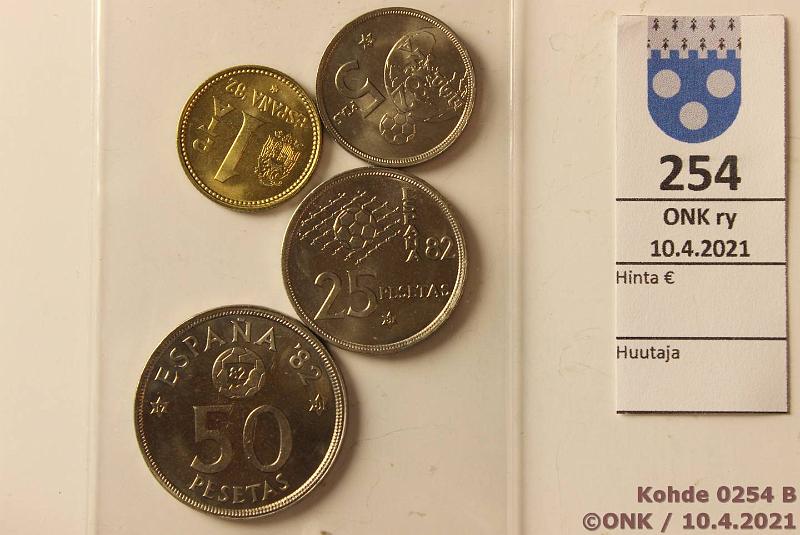 ESPAÑA 82
1 PTA
5
PTAS
ESPAÑA 82
25 PESETAS
ESPAÑA '82
82
50
PESETAS
254
ONK ry
10.4.2021
Hinta €
Huutaja
Kohde 0254 B
©ONK / 10.4.2021